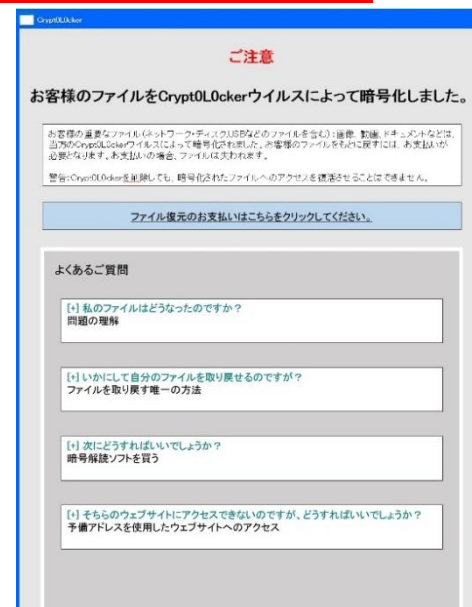 Crypt0L0cker
ご注意
お客様のファイルをCrypt0L0ckerウイルスによって暗号化しました。
お客様の重要なファイル(ネットワーク・ディスク,USBなどのファイルを含む):画像、動画、ドキュメントなどは、
当方のCrypt0L0ckerウイルスによって暗号化されました。お客様のファイルをもとに戻すには、お支払いが
必要となります。お支払いの場合、ファイルは失われます。
警告:Crypt0L0ckerを削除しても、暗号化されたファイルへのアクセスを復活させることはできません。
ファイル復元のお支払いはこちらをクリックしてください。
よくあるご質問
[+] 私のファイルはどうなったのですか?
問題の理解
[+] いかにして自分のファイルを取り戻せるのですが?
ファイルを取り戻す唯一の方法
[+] 次にどうすればいいでしょうか?
暗号解読ソフトを買う
[+] そちらのウェブサイトにアクセスできないのですが、どうすればいいでしょうか?
予備アドレスを使用したウェブサイトへのアクセス